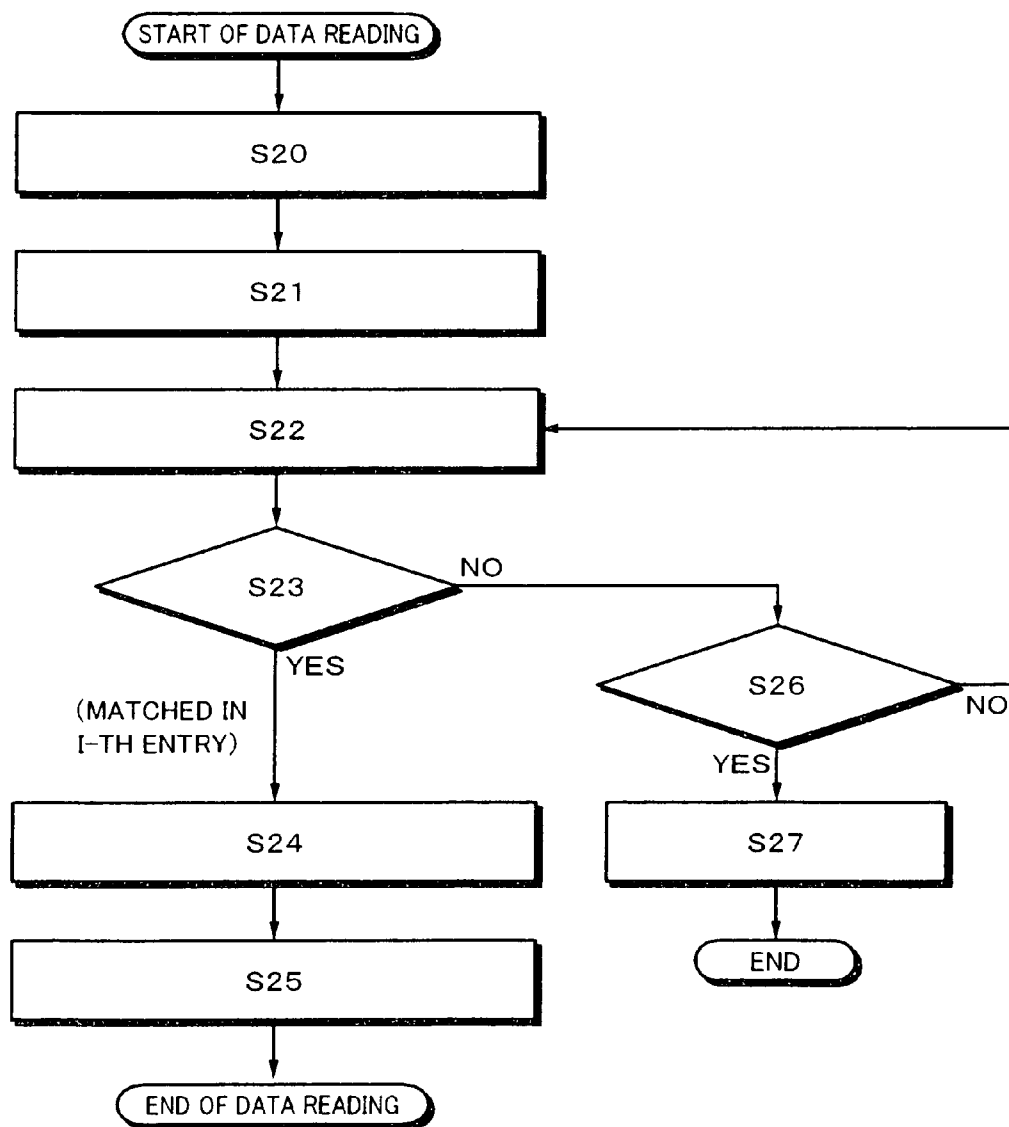 START OF DATA READING
S20
S21
S22
S23
NO
YES
(MATCHED IN
I-TH ENTRY)
S26
NO
YES
S24
S27
S25
END
END OF DATA READING